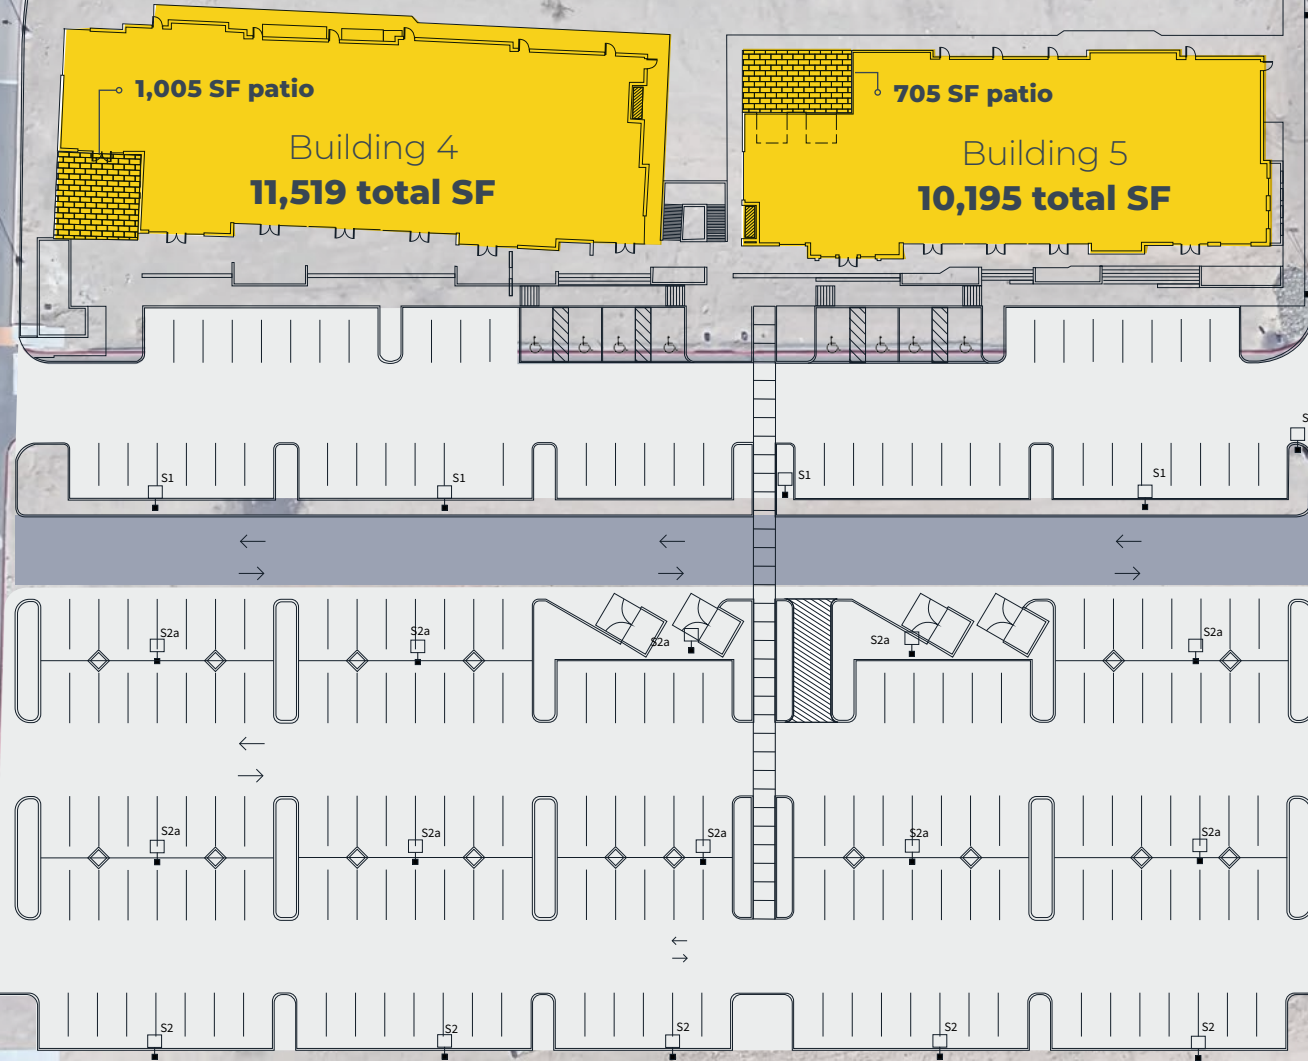 1,005 SF patio
Building 4
11,519 total SF
705 SF patio
Building 5
10,195 total SF
S
S1
S1
S1
S1
S2a
S2a
S2a
S2a
S2a
S2a
S2a
S2a
S2a
S2a
S2
S2
S2
S2
S2